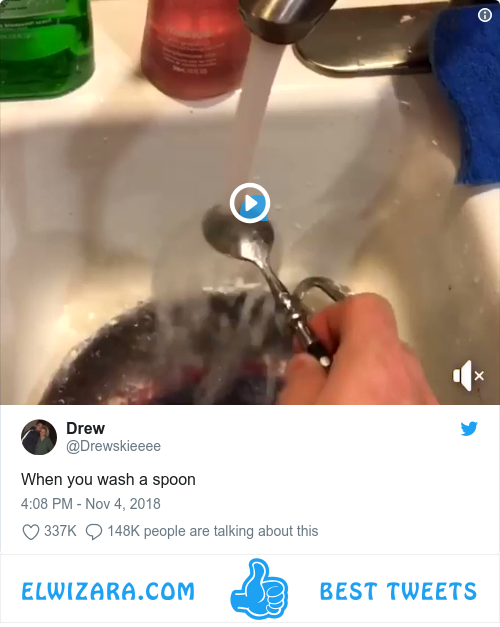 Drew
@Drewskieeee
When you wash a spoon
4:08 PM - Nov 4, 2018
337K 148K people are talking about this
ELWIZARA.COM BEST TWEETS